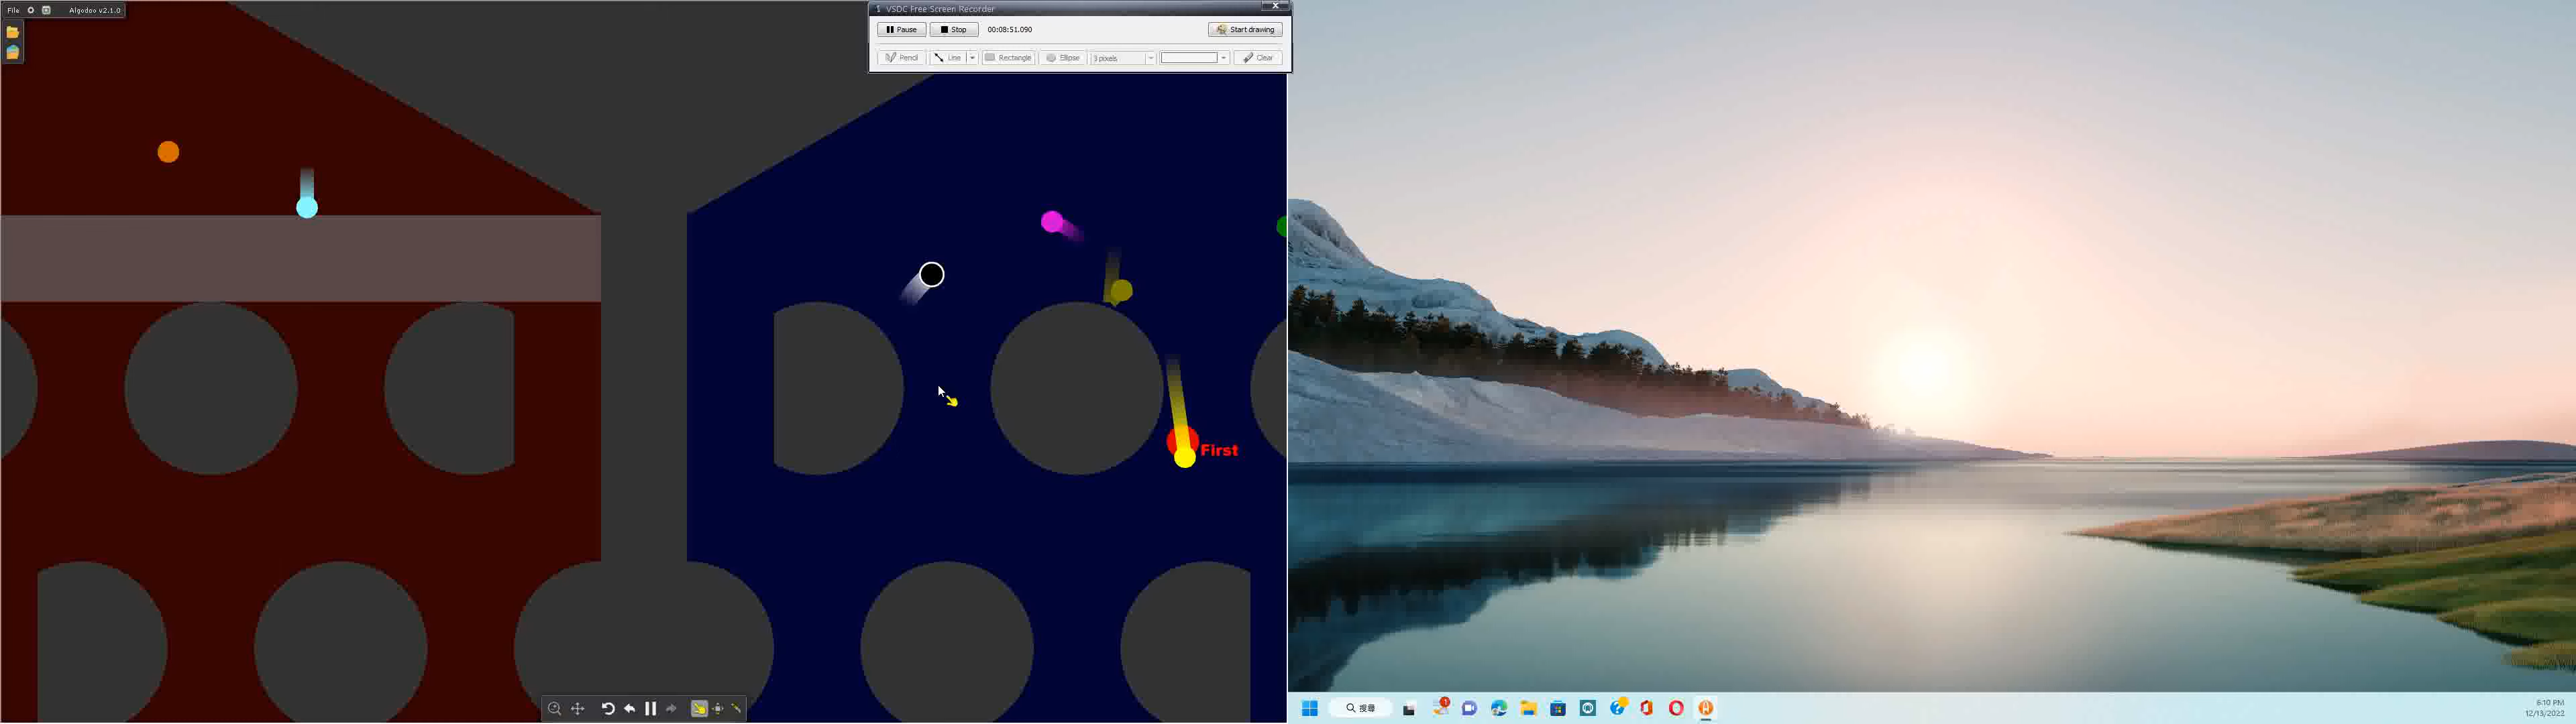 File
Algodoo v2.1.0
VSDC Free Screen Recorder
Pause
Stop
00:08:51.090
Start drawing
Pencil
Line
Rectangle
Ellipse
3 pixels
Clear
First
搜尋
1
6:10 PM
12/13/2022